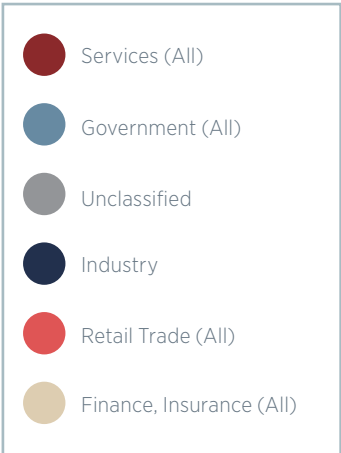 Services (All)
Government (All)
Unclassified
Industry
Retail Trade (All)
Finance, Insurance (All)